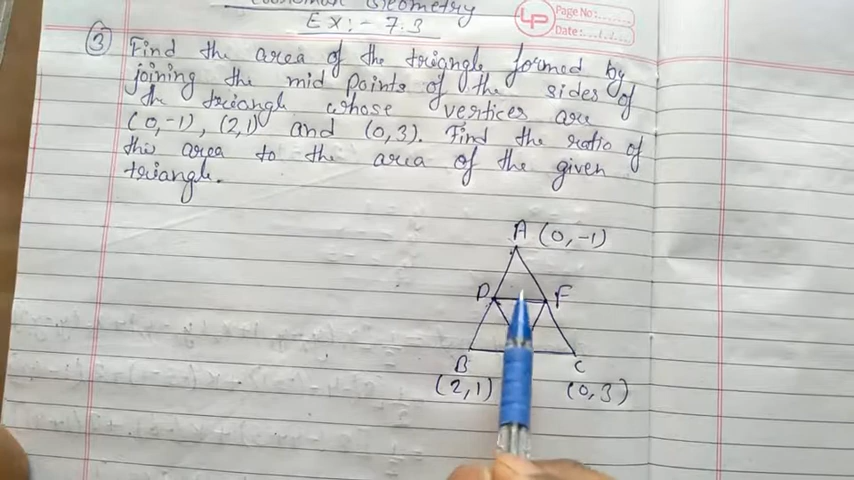 Geometry
EX:- 7.3
LP
Page No:.......
Date:...../...../.....
③ Find the area of the triangle formed by
joining the mid points of the sides of
the triangle whose vertices are
(0,-1), (2,1) and (0,3). Find the ratio of
this area to the area of the given
triangle.
A (0,-1)
D F
B C
(2,1) (0,3)